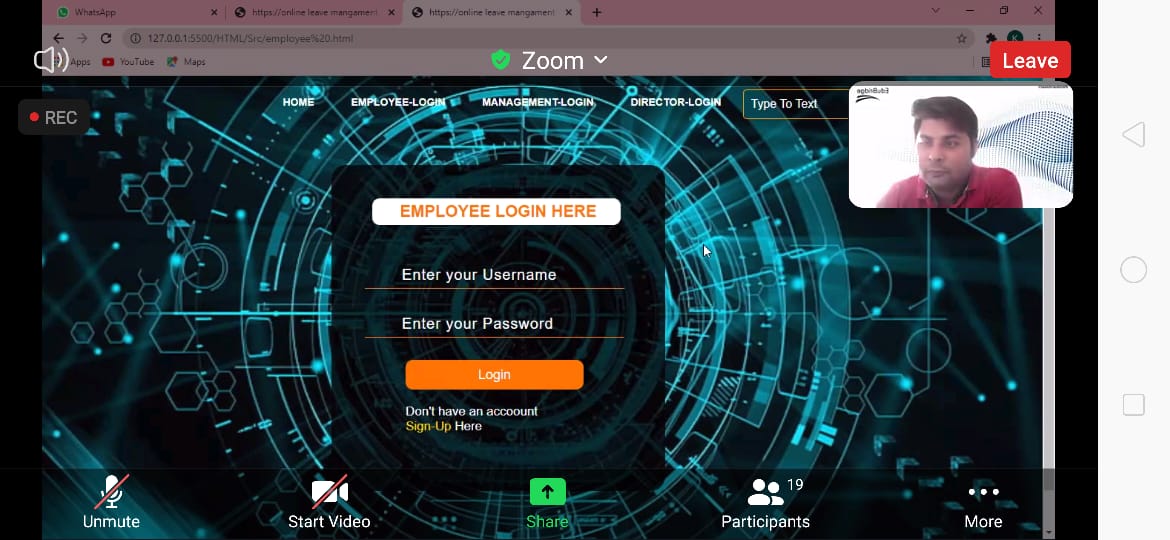 WhatsApp
https://online leave mangament
https://online leave mangament
127.0.0.1:5500/HTML/Src/employee%20.html
K
Apps
YouTube
Maps
Zoom
Leave
REC
HOME
EMPLOYEE-LOGIN
MANAGEMENT-LOGIN
DIRECTOR-LOGIN
Type To Text
EMPLOYEE LOGIN HERE
Enter your Username
Enter your Password
Login
Don't have an accoount
Sign-Up Here
Unmute
Start Video
Share
19
Participants
More